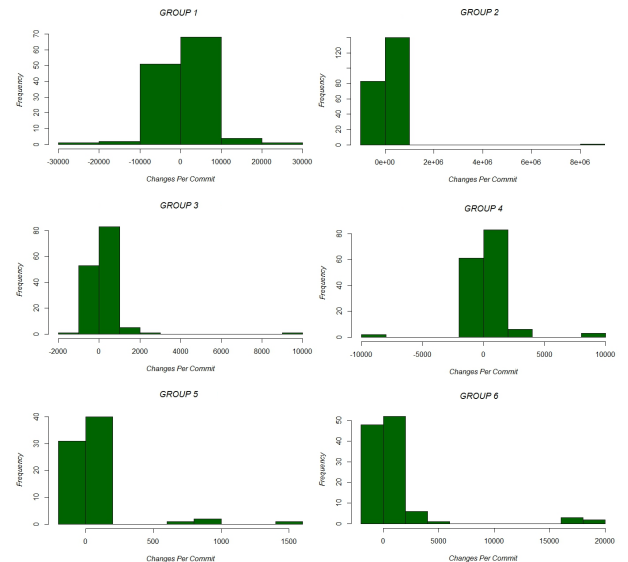 GROUP 1
Frequency
0 10 20 30 40 50 60 70
-30000 -20000 -10000 0 10000 20000 30000
Changes Per Commit
GROUP 2
Frequency
0 20 40 60 80 120
0e+00 2e+06 4e+06 6e+06 8e+06
Changes Per Commit
GROUP 3
Frequency
0 20 40 60 80
-2000 0 2000 4000 6000 8000 10000
Changes Per Commit
GROUP 4
Frequency
0 20 40 60 80
-10000 -5000 0 5000 10000
Changes Per Commit
GROUP 5
Frequency
0 10 20 30 40
0 500 1000 1500
Changes Per Commit
GROUP 6
Frequency
0 10 20 30 40 50
0 5000 10000 15000 20000
Changes Per Commit